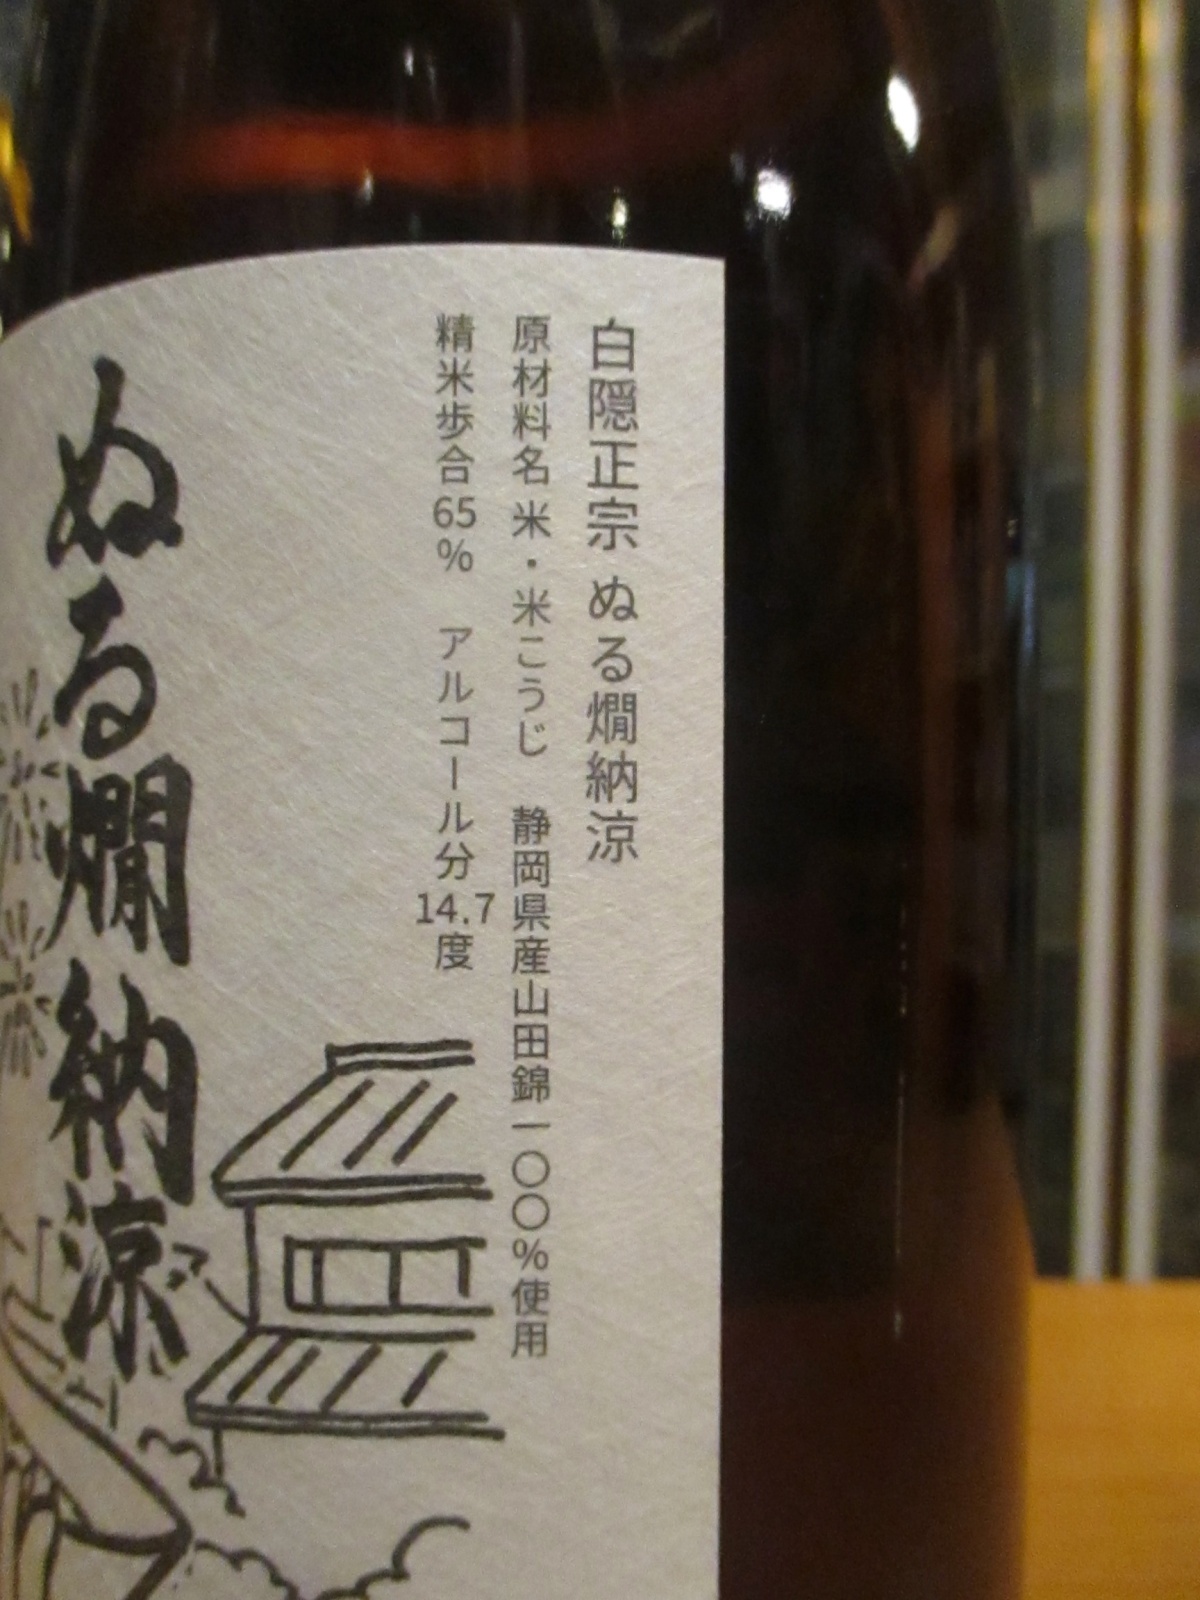 白隠正宗 ぬる燗納涼
原材料名 米・米こうじ 静岡県産山田錦一〇〇%使用
精米歩合65% アルコール分14.7度
ぬる燗納涼